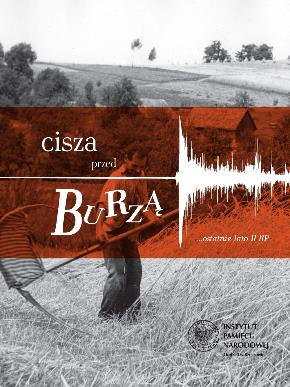 cisza
przed
BURZĄ
...ostatnie lato II RP
INSTYTUT
PAMIĘCI
NARODOWEJ